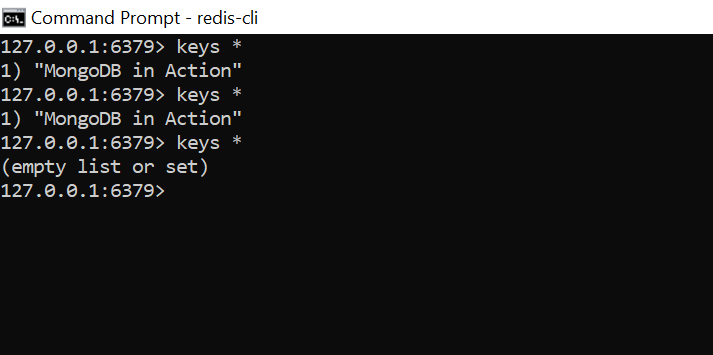 Command Prompt - redis-cli
127.0.0.1:6379> keys *
1) "MongoDB in Action"
127.0.0.1:6379> keys *
1) "MongoDB in Action"
127.0.0.1:6379> keys *
(empty list or set)
127.0.0.1:6379>